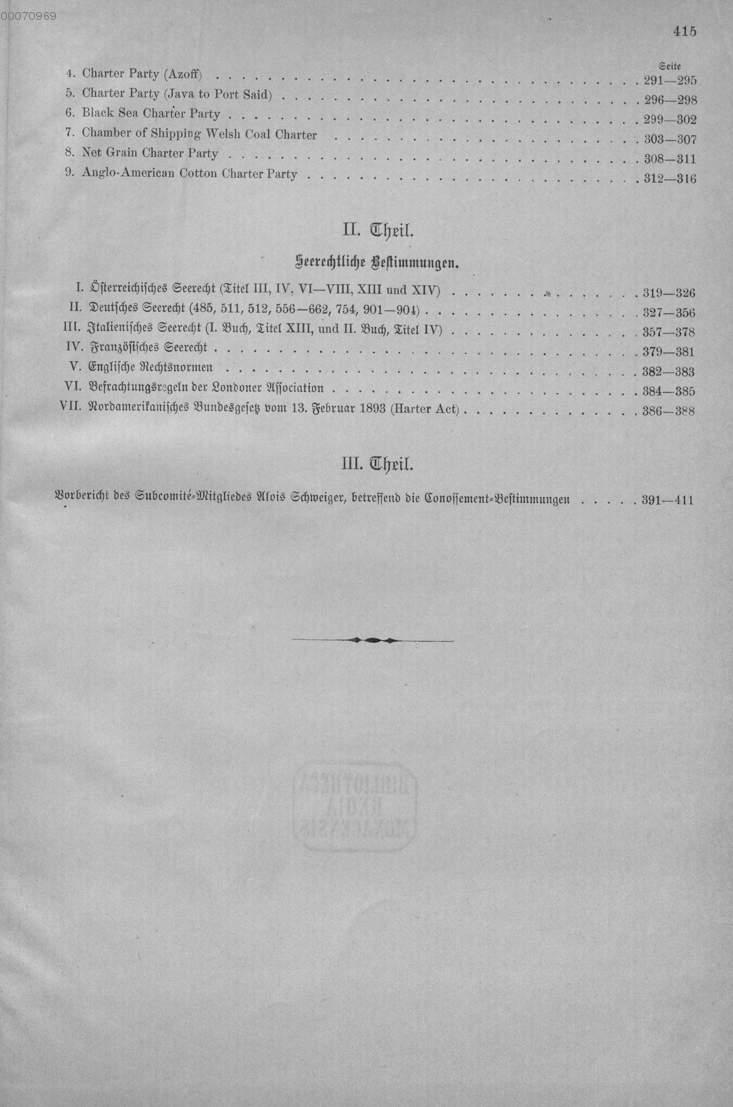 00070969
415
Seite
4. Charter Party (Azoff) . . . . . . . . . . 291—295
5. Charter Party (Java to Port Said) . . . . . . . . . . 296—298
6. Black Sea Charter Party . . . . . . . . . . 299—302
7. Chamber of Shipping Welsh Coal Charter . . . . . . . . . . 303—307
8. Net Grain Charter Party . . . . . . . . . . 308—311
9. Anglo-American Cotton Charter Party . . . . . . . . . . 312—316
II. Theil.
Seerechtliche Bestimmungen.
I. Österreichisches Seerecht (Titel III, IV, VI—VIII, XIII und XIV) . . . . . . . . . . 319—326
II. Deutsches Seerecht (485, 511, 512, 556—662, 754, 901—904) . . . . . . . . . . 327—356
III. Italienisches Seerecht (I. Buch, Titel XIII, und II. Buch, Titel IV) . . . . . . . . . . 357—378
IV. Französisches Seerecht . . . . . . . . . . 379—381
V. Englische Rechtsnormen . . . . . . . . . . 382—383
VI. Befrachtungsregeln der Londoner Association . . . . . . . . . . 384—385
VII. Nordamerikanisches Bundesgesetz vom 13. Februar 1893 (Harter Act) . . . . . . . . . . 386—388
III. Theil.
Vorbericht des Subcomité-Mitgliedes Alois Schweiger, betreffend die Conossement-Bestimmungen . . . . . 391—411
BIBLIOTHECA
REGIA
MONACENSIS